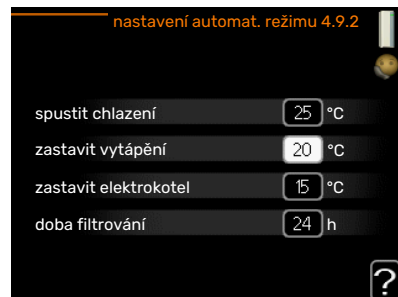 nastavení automat. režimu 4.9.2
spustit chlazení 25 °C
zastavit vytápění 20 °C
zastavit elektrokotel 15 °C
doba filtrování 24 h
?